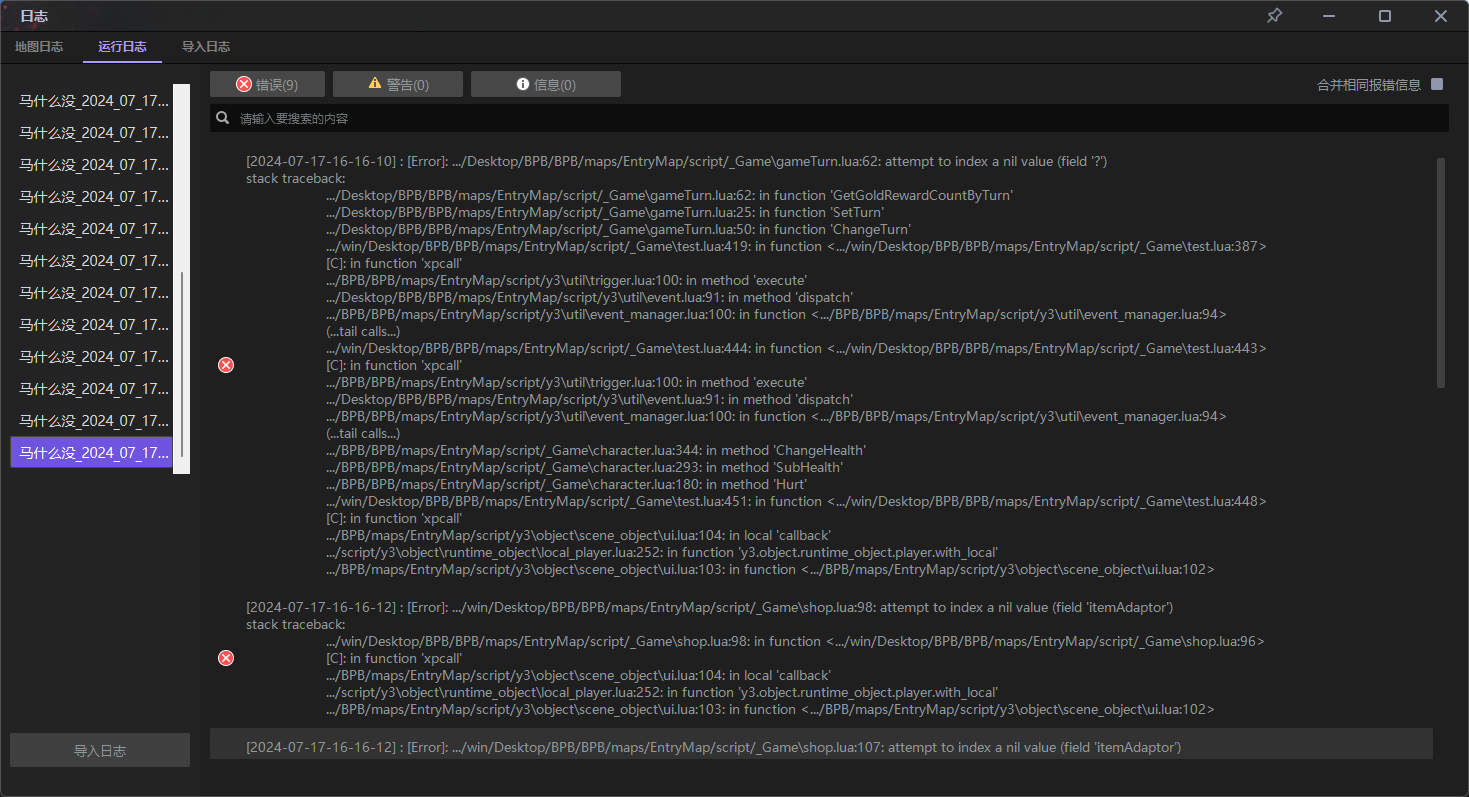 日志
地图日志 运行日志 导入日志
错误(9) 警告(0) 信息(0) 合并相同报错信息
请输入要搜索的内容
马什么没_2024_07_17...
马什么没_2024_07_17...
马什么没_2024_07_17...
马什么没_2024_07_17...
马什么没_2024_07_17...
马什么没_2024_07_17...
马什么没_2024_07_17...
马什么没_2024_07_17...
马什么没_2024_07_17...
马什么没_2024_07_17...
马什么没_2024_07_17...
马什么没_2024_07_17...
导入日志
[2024-07-17-16-16-10] : [Error]: .../Desktop/BPB/BPB/maps/EntryMap/script/_Game\gameTurn.lua:62: attempt to index a nil value (field '?')
stack traceback:
.../Desktop/BPB/BPB/maps/EntryMap/script/_Game\gameTurn.lua:62: in function 'GetGoldRewardCountByTurn'
.../Desktop/BPB/BPB/maps/EntryMap/script/_Game\gameTurn.lua:25: in function 'SetTurn'
.../Desktop/BPB/BPB/maps/EntryMap/script/_Game\gameTurn.lua:50: in function 'ChangeTurn'
.../win/Desktop/BPB/BPB/maps/EntryMap/script/_Game\test.lua:419: in function <.../win/Desktop/BPB/BPB/maps/EntryMap/script/_Game\test.lua:387>
[C]: in function 'xpcall'
.../BPB/BPB/maps/EntryMap/script/y3\util\trigger.lua:100: in method 'execute'
.../Desktop/BPB/BPB/maps/EntryMap/script/y3\util\event.lua:91: in method 'dispatch'
.../BPB/BPB/maps/EntryMap/script/y3\util\event_manager.lua:100: in function <.../BPB/BPB/maps/EntryMap/script/y3\util\event_manager.lua:94>
(...tail calls...)
.../win/Desktop/BPB/BPB/maps/EntryMap/script/_Game\test.lua:444: in function <.../win/Desktop/BPB/BPB/maps/EntryMap/script/_Game\test.lua:443>
[C]: in function 'xpcall'
.../BPB/BPB/maps/EntryMap/script/y3\util\trigger.lua:100: in method 'execute'
.../Desktop/BPB/BPB/maps/EntryMap/script/y3\util\event.lua:91: in method 'dispatch'
.../BPB/BPB/maps/EntryMap/script/y3\util\event_manager.lua:100: in function <.../BPB/BPB/maps/EntryMap/script/y3\util\event_manager.lua:94>
(...tail calls...)
.../BPB/BPB/maps/EntryMap/script/_Game\character.lua:344: in method 'ChangeHealth'
.../BPB/BPB/maps/EntryMap/script/_Game\character.lua:293: in method 'SubHealth'
.../BPB/BPB/maps/EntryMap/script/_Game\character.lua:180: in method 'Hurt'
.../win/Desktop/BPB/BPB/maps/EntryMap/script/_Game\test.lua:451: in function <.../win/Desktop/BPB/BPB/maps/EntryMap/script/_Game\test.lua:448>
[C]: in function 'xpcall'
.../BPB/maps/EntryMap/script/y3\object\scene_object\ui.lua:104: in local 'callback'
.../script/y3\object\runtime_object\local_player.lua:252: in function 'y3.object.runtime_object.player.with_local'
.../BPB/maps/EntryMap/script/y3\object\scene_object\ui.lua:103: in function <.../BPB/maps/EntryMap/script/y3\object\scene_object\ui.lua:102>
[2024-07-17-16-16-12] : [Error]: .../win/Desktop/BPB/BPB/maps/EntryMap/script/_Game\shop.lua:98: attempt to index a nil value (field 'itemAdaptor')
stack traceback:
.../win/Desktop/BPB/BPB/maps/EntryMap/script/_Game\shop.lua:98: in function <.../win/Desktop/BPB/BPB/maps/EntryMap/script/_Game\shop.lua:96>
[C]: in function 'xpcall'
.../BPB/maps/EntryMap/script/y3\object\scene_object\ui.lua:104: in local 'callback'
.../script/y3\object\runtime_object\local_player.lua:252: in function 'y3.object.runtime_object.player.with_local'
.../BPB/maps/EntryMap/script/y3\object\scene_object\ui.lua:103: in function <.../BPB/maps/EntryMap/script/y3\object\scene_object\ui.lua:102>
[2024-07-17-16-16-12] : [Error]: .../win/Desktop/BPB/BPB/maps/EntryMap/script/_Game\shop.lua:107: attempt to index a nil value (field 'itemAdaptor')